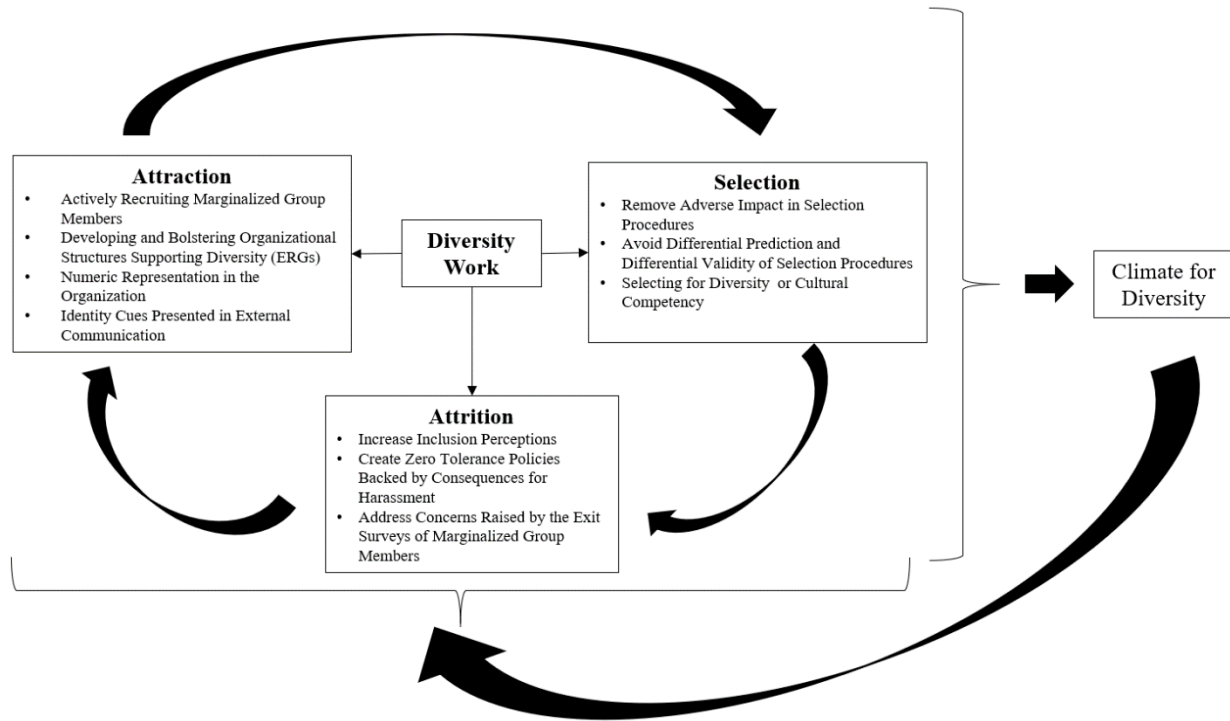 Attraction
• Actively Recruiting Marginalized Group
Members
• Developing and Bolstering Organizational
Structures Supporting Diversity (ERGs)
• Numeric Representation in the
Organization
• Identity Cues Presented in External
Communication
Diversity
Work
Selection
• Remove Adverse Impact in Selection
Procedures
• Avoid Differential Prediction and
Differential Validity of Selection Procedures
• Selecting for Diversity or Cultural
Competency
Climate for
Diversity
Attrition
• Increase Inclusion Perceptions
• Create Zero Tolerance Policies
Backed by Consequences for
Harassment
• Address Concerns Raised by the Exit
Surveys of Marginalized Group
Members